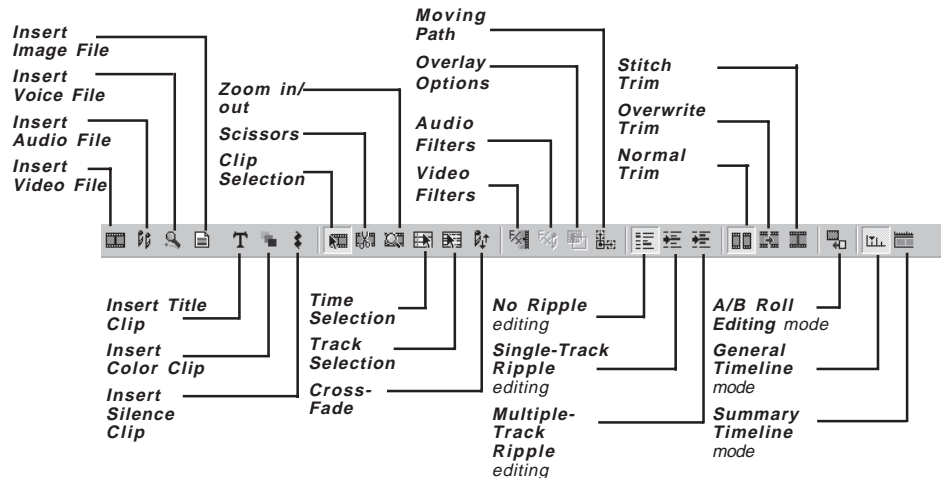 Insert
Image File
Insert
Voice File
Insert
Audio File
Insert
Video File
Zoom in/
out
Scissors
Clip
Selection
Moving
Path
Overlay
Options
Audio
Filters
Video
Filters
Stitch
Trim
Overwrite
Trim
Normal
Trim
T
Insert Title
Clip
Insert
Color Clip
Insert
Silence
Clip
Time
Selection
Track
Selection
Cross-
Fade
No Ripple
editing
Single-Track
Ripple
editing
Multiple-
Track
Ripple
editing
A/B Roll
Editing mode
General
Timeline
mode
Summary
Timeline
mode